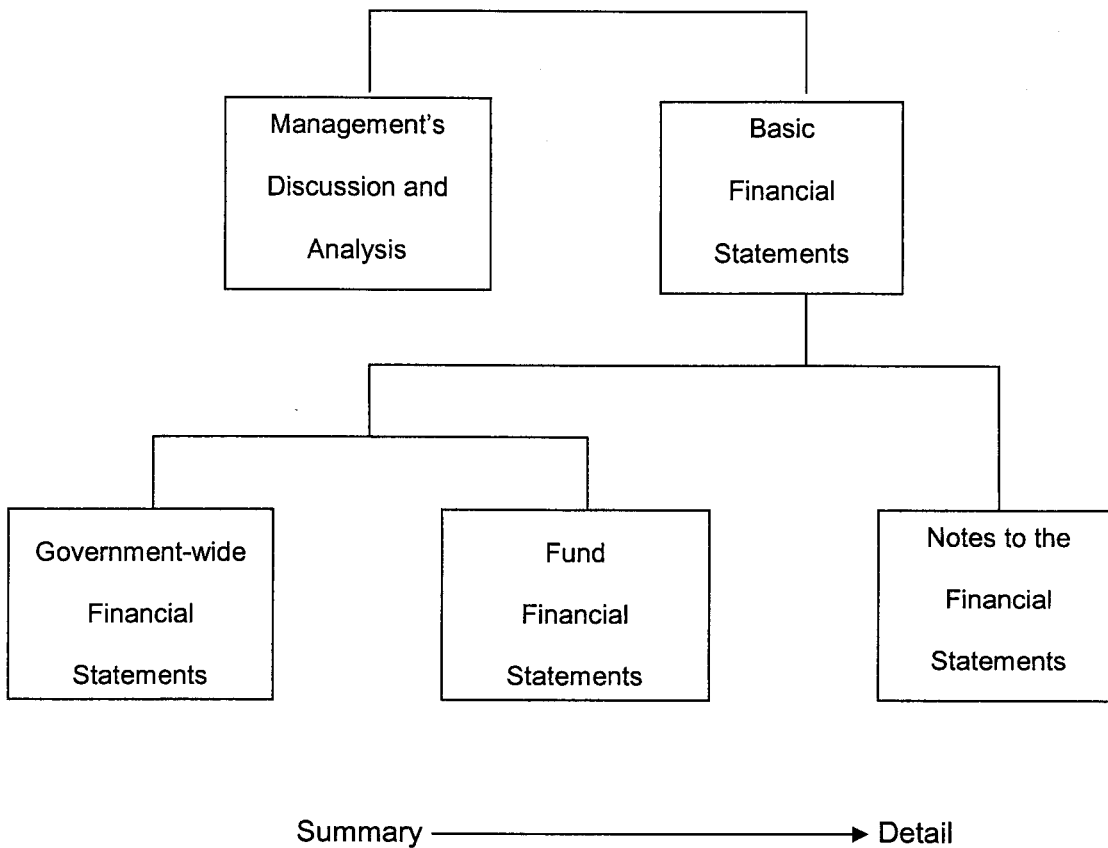 Management's
Discussion and
Analysis
Basic
Financial
Statements
Government-wide
Financial
Statements
Fund
Financial
Statements
Notes to the
Financial
Statements
Summary
Detail